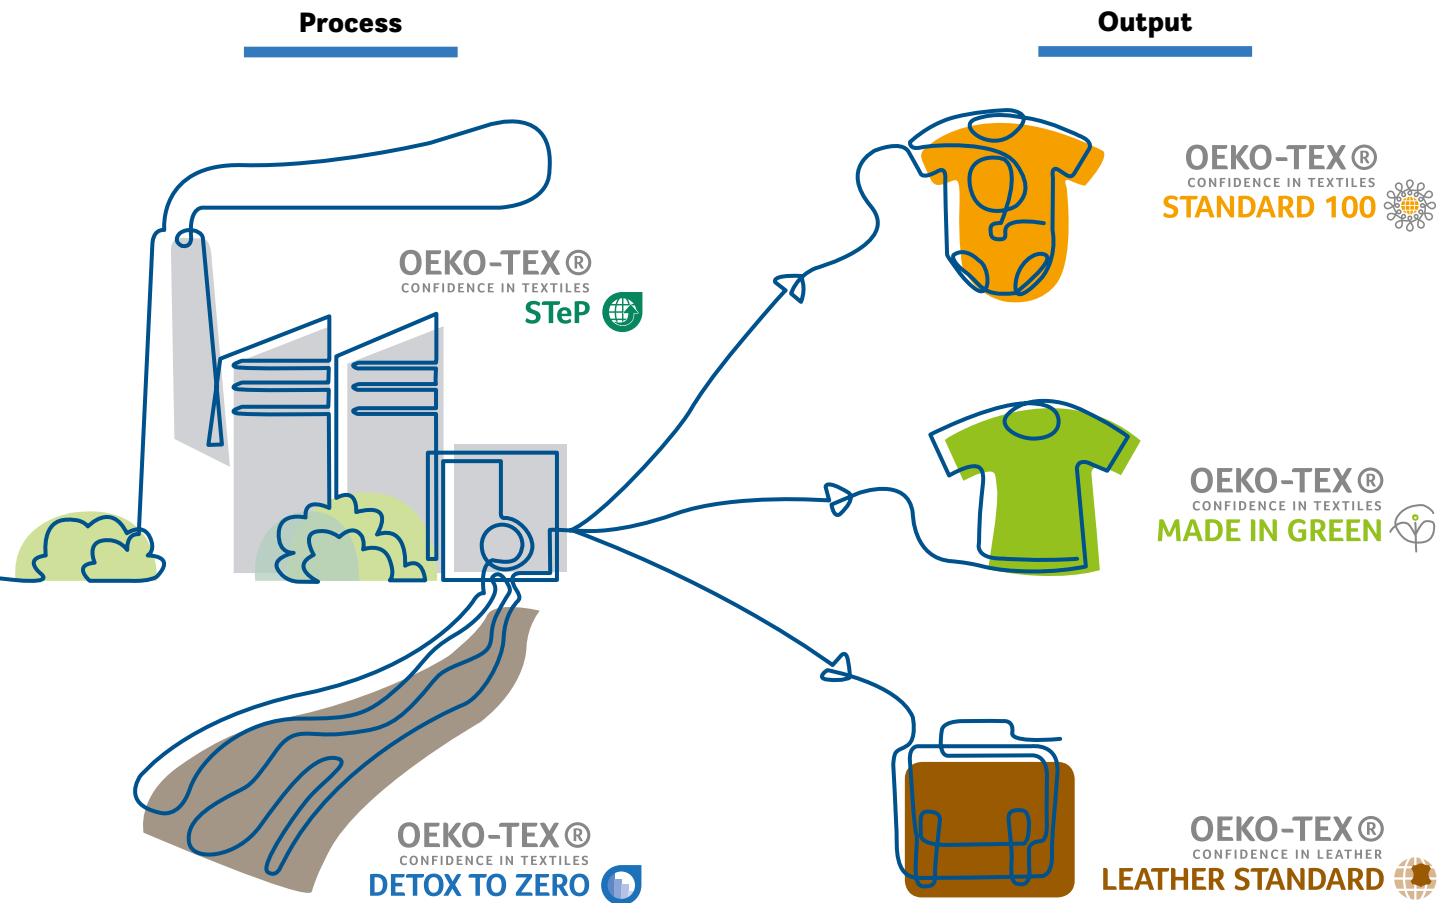 Process
Output
OEKO-TEX®
CONFIDENCE IN TEXTILES
STANDARD 100
OEKO-TEX®
CONFIDENCE IN TEXTILES
STeP
OEKO-TEX®
CONFIDENCE IN TEXTILES
MADE IN GREEN
OEKO-TEX®
CONFIDENCE IN TEXTILES
DETOX TO ZERO
OEKO-TEX®
CONFIDENCE IN LEATHER
LEATHER STANDARD